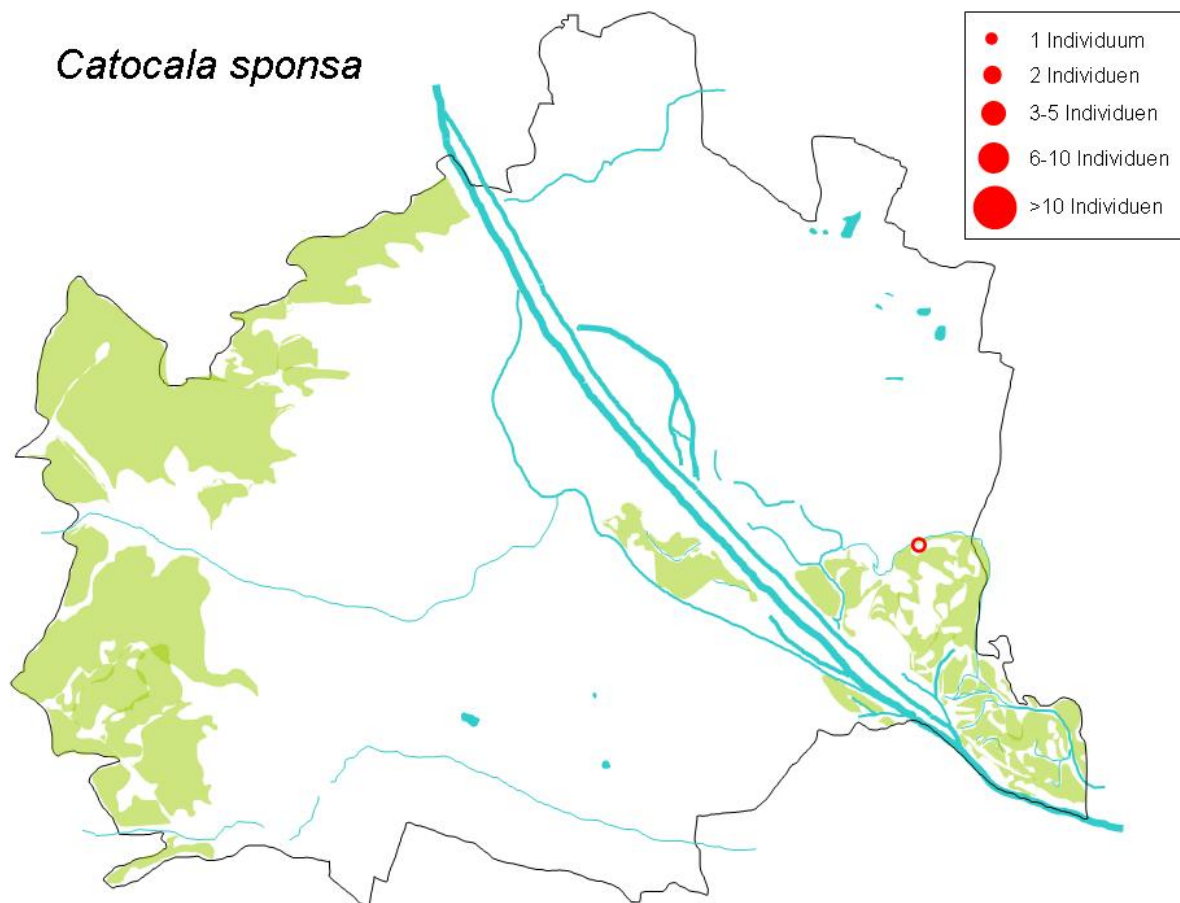 Catocala sponsa
1 Individuum
2 Individuen
3-5 Individuen
6-10 Individuen
>10 Individuen